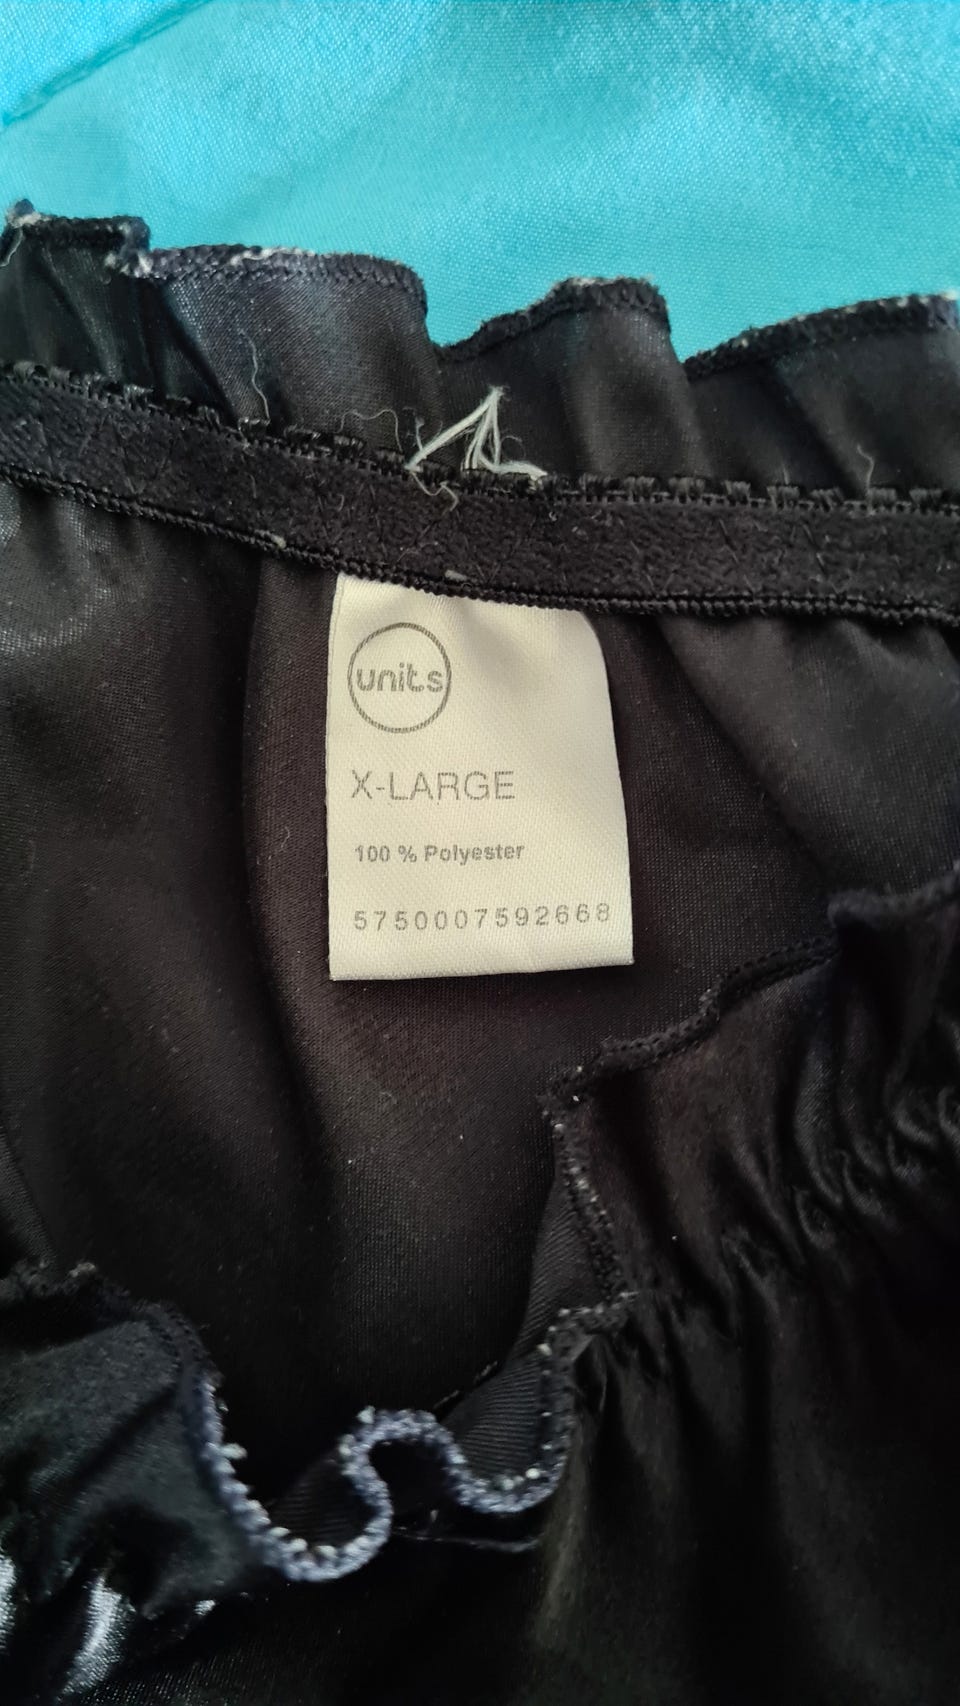 units
X-LARGE
100 % Polyester
5750007592668